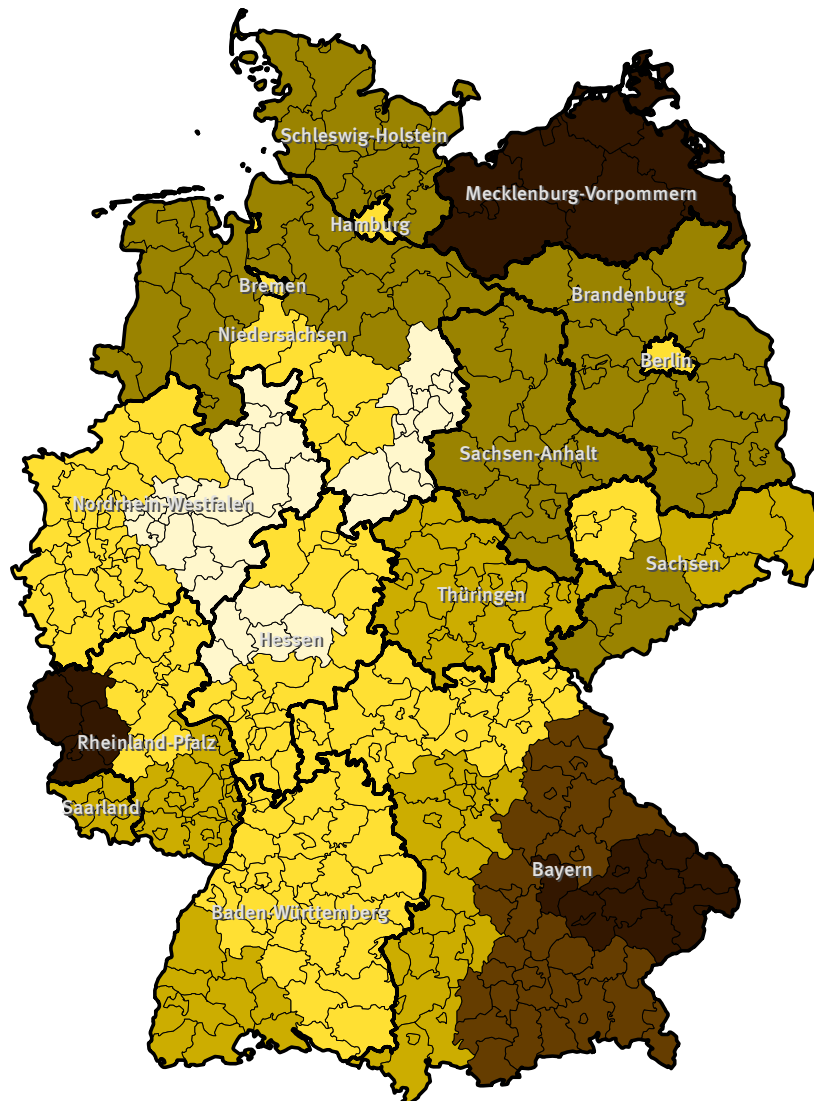 Schleswig-Holstein
Mecklenburg-Vorpommern
Hamburg
Bremen
Brandenburg
Niedersachsen
Berlin
Sachsen-Anhalt
Nordrhein-Westfalen
Sachsen
Thüringen
Hessen
Rheinland-Pfalz
Saarland
Bayern
Baden-Württemberg